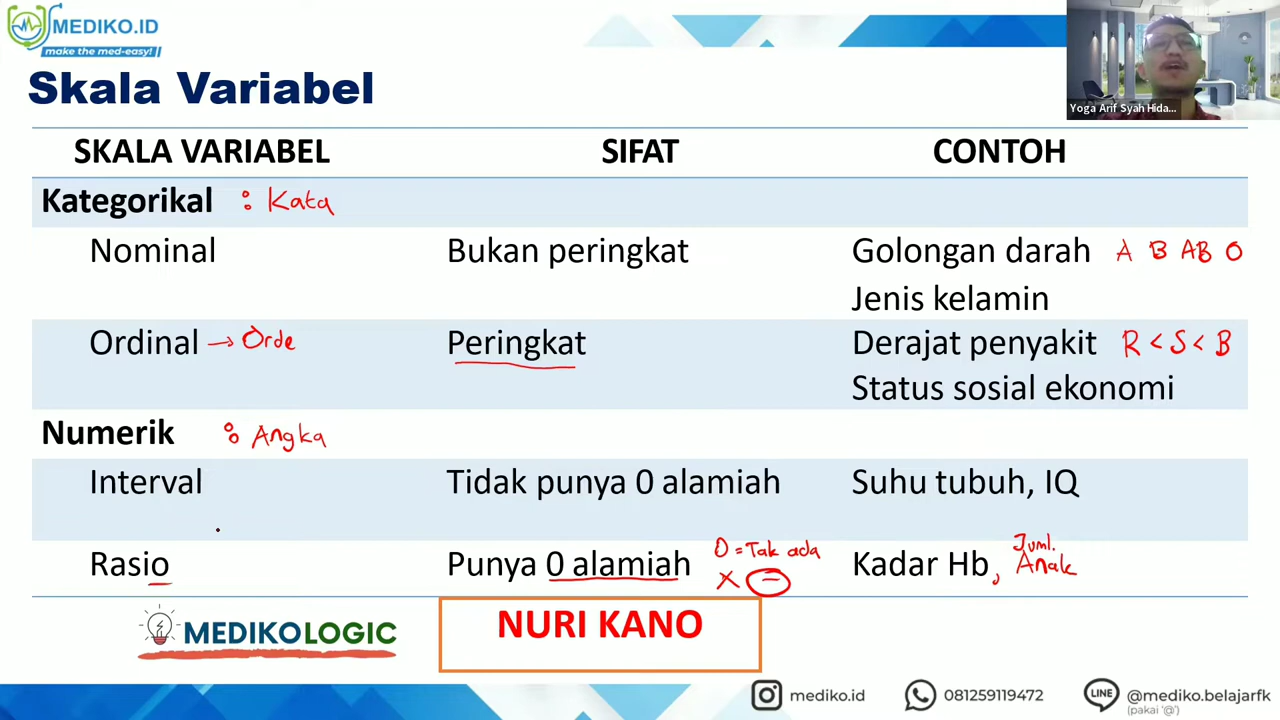 MEDIKO.ID
make the med-easy!
Yoga Arif Syah Hida...
Skala Variabel
SKALA VARIABEL SIFAT CONTOH
Kategorikal : Kata
Nominal Bukan peringkat Golongan darah A B AB O
Jenis kelamin
Ordinal → Orde Peringkat Derajat penyakit R < S < B
Status sosial ekonomi
Numerik : Angka
Interval Tidak punya 0 alamiah Suhu tubuh, IQ
Rasio Punya 0 alamiah 0 = Tak ada Kadar Hb, Juml.
X - Anak
MEDIKOLOGIC NURI KANO
mediko.id 081259119472 LINE @mediko.belajarfk
(pakai '@')